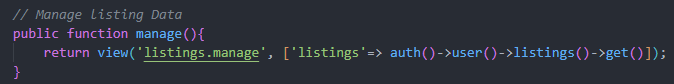 // Manage listing Data
public function manage(){
    return view('listings.manage', ['listings'=> auth()->user()->listings()->get()]);
}